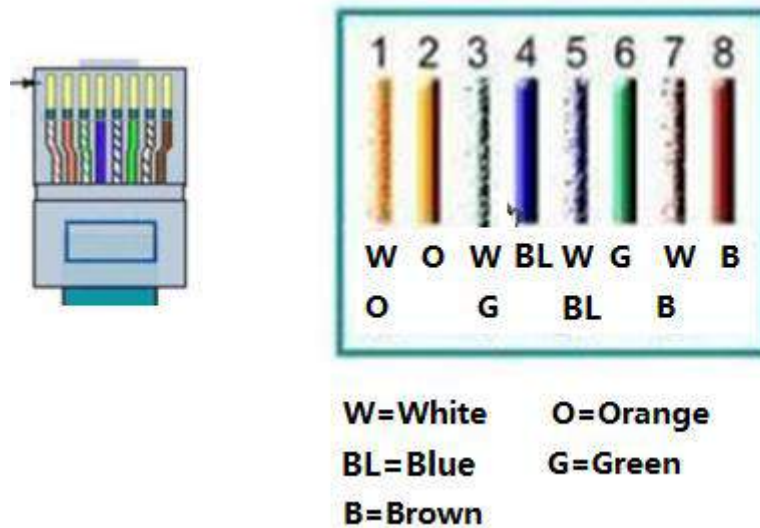 1 2 3 4 5 6 7 8
W O W BL W G W B
O G BL B
W=White O=Orange
BL=Blue G=Green
B=Brown